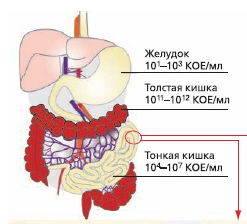 Желудок
10¹–10³ КОЕ/мл
Толстая кишка
10¹¹–10¹² КОЕ/мл
Тонкая кишка
10⁴–10⁷ КОЕ/мл